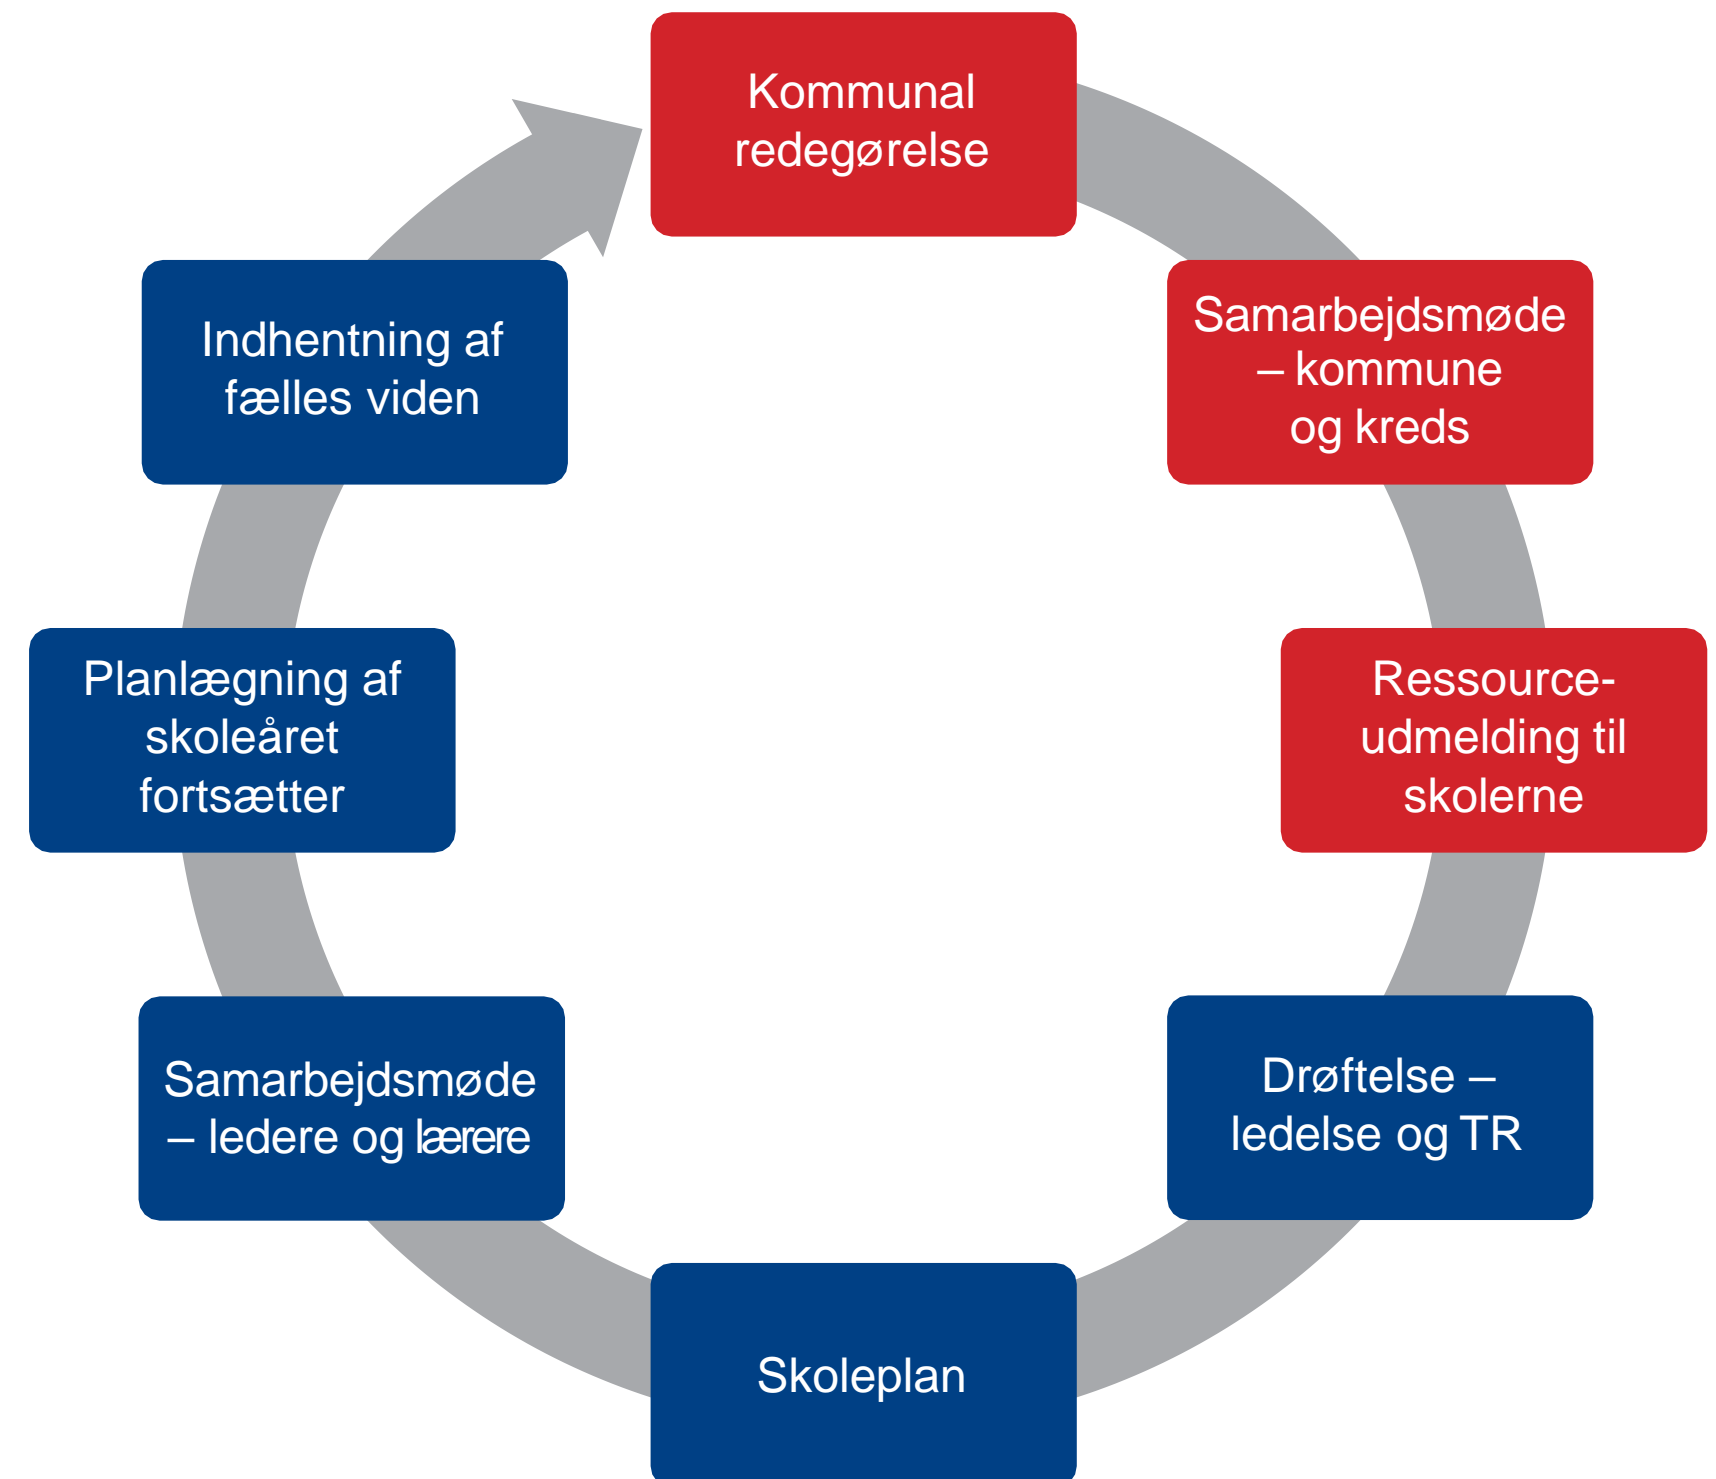 Kommunal
redegørelse
Samarbejdsmøde
– kommune
og kreds
Ressource-
udmelding til
skolerne
Drøftelse –
ledelse og TR
Skoleplan
Samarbejdsmøde
– ledere og lærere
Planlægning af
skoleåret
fortsætter
Indhentning af
fælles viden